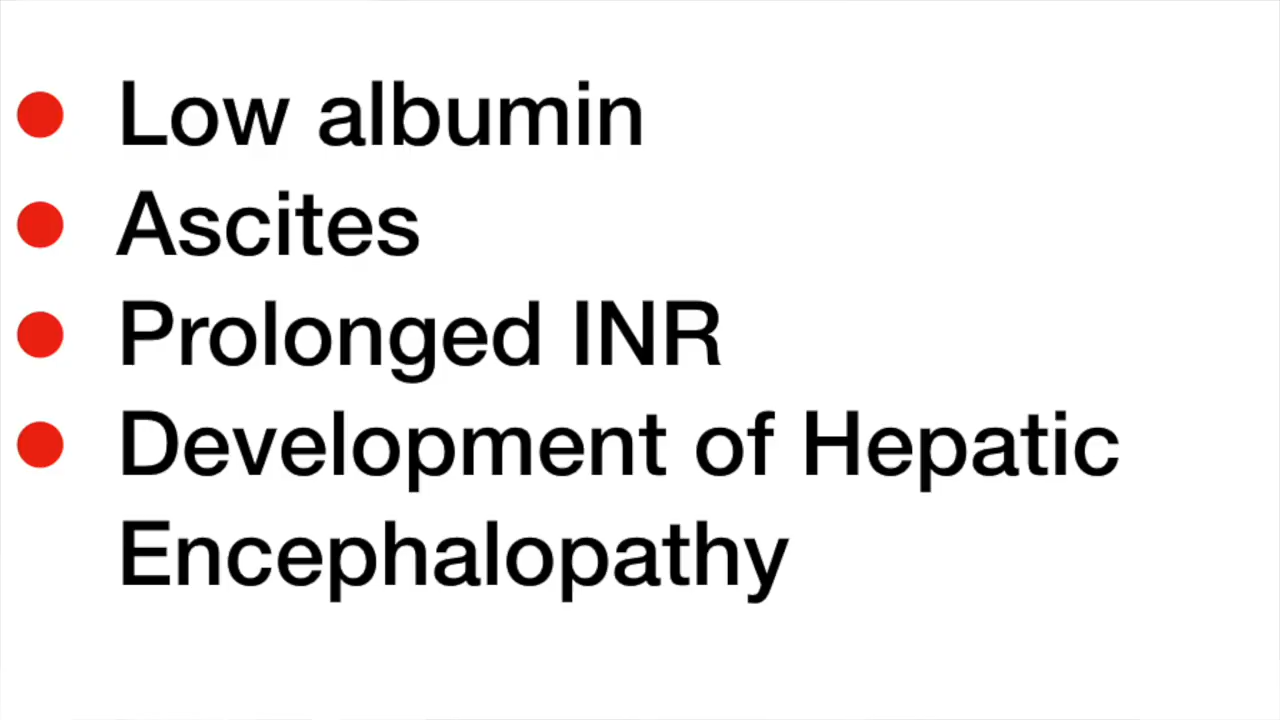 Low albumin
Ascites
Prolonged INR
Development of Hepatic
Encephalopathy